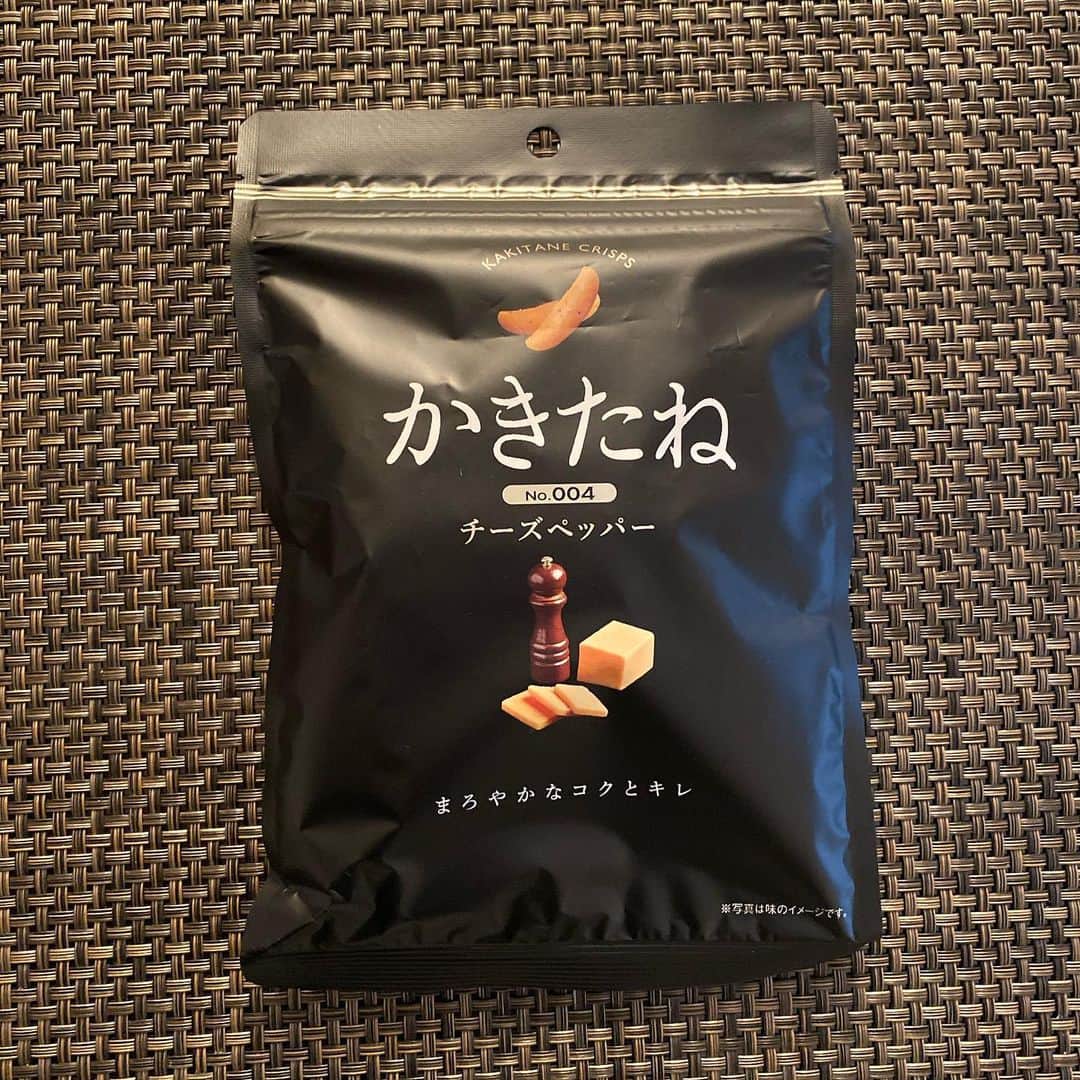 KAKITANE CRISPS
かきたね
No.004
チーズペッパー
まろやかなコクとキレ
※写真は味のイメージです。